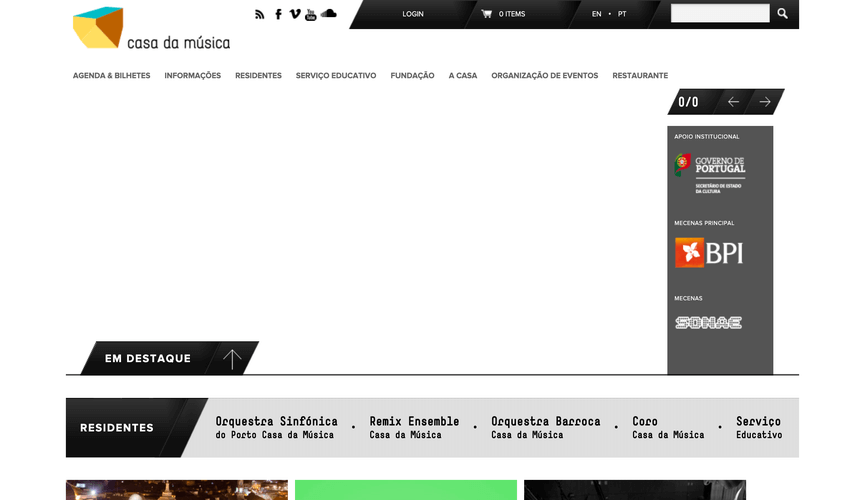 casa da música
You
Tube
LOGIN
0 ITEMS
EN • PT
AGENDA & BILHETES
INFORMAÇÕES
RESIDENTES
SERVIÇO EDUCATIVO
FUNDAÇÃO
A CASA
ORGANIZAÇÃO DE EVENTOS
RESTAURANTE
0/0
APOIO INSTITUCIONAL
GOVERNO DE
PORTUGAL
SECRETÁRIO DE ESTADO
DA CULTURA
MECENAS PRINCIPAL
BPI
MECENAS
SONAE
EM DESTAQUE
RESIDENTES
Orquestra Sinfónica
do Porto Casa da Música
Remix Ensemble
Casa da Música
Orquestra Barroca
Casa da Música
Coro
Casa da Música
Serviço
Educativo